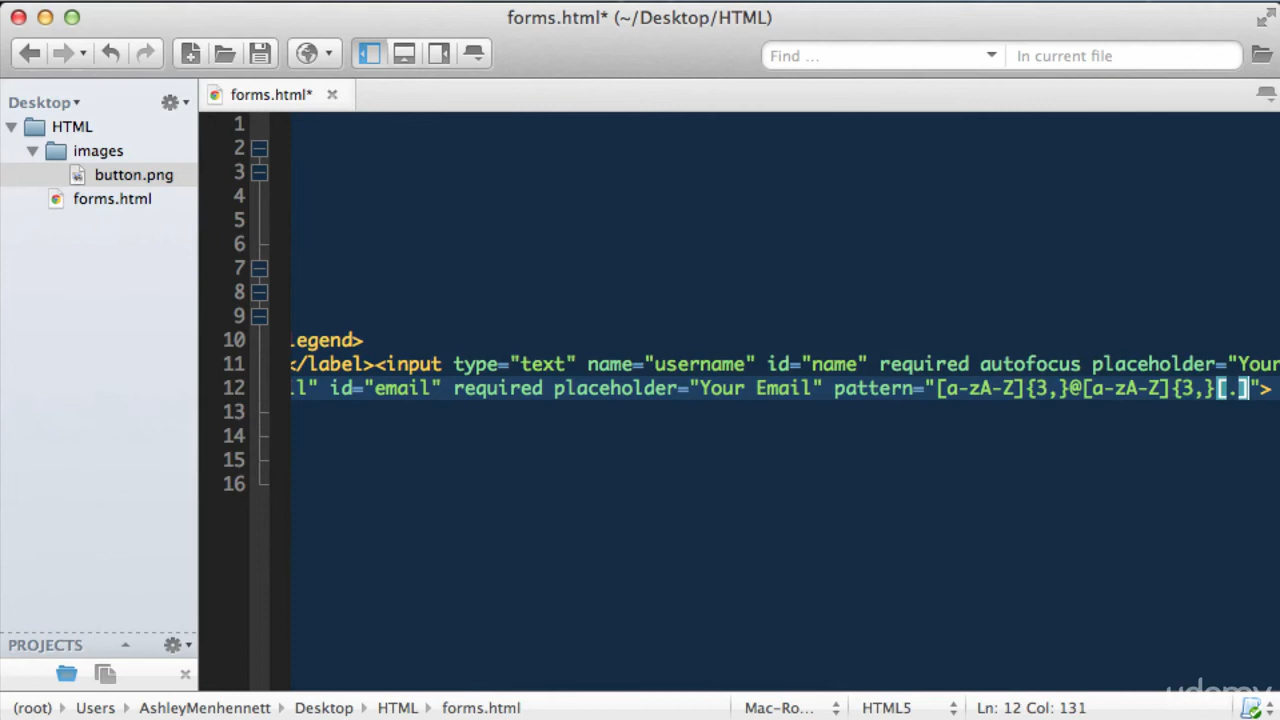 forms.html* (~/Desktop/HTML)
Find ...
In current file
Desktop
forms.html*
HTML
images
button.png
forms.html
1
2
3
4
5
6
7
8
9
10 legend>
11 </label><input type="text" name="username" id="name" required autofocus placeholder="Your
12 il" id="email" required placeholder="Your Email" pattern="[a-zA-Z]{3,}@[a-zA-Z]{3,}[.]">
13
14
15
16
PROJECTS
udemy
(root) Users AshleyMenhennett Desktop HTML forms.html Mac-Ro... HTML5 Ln: 12 Col: 131